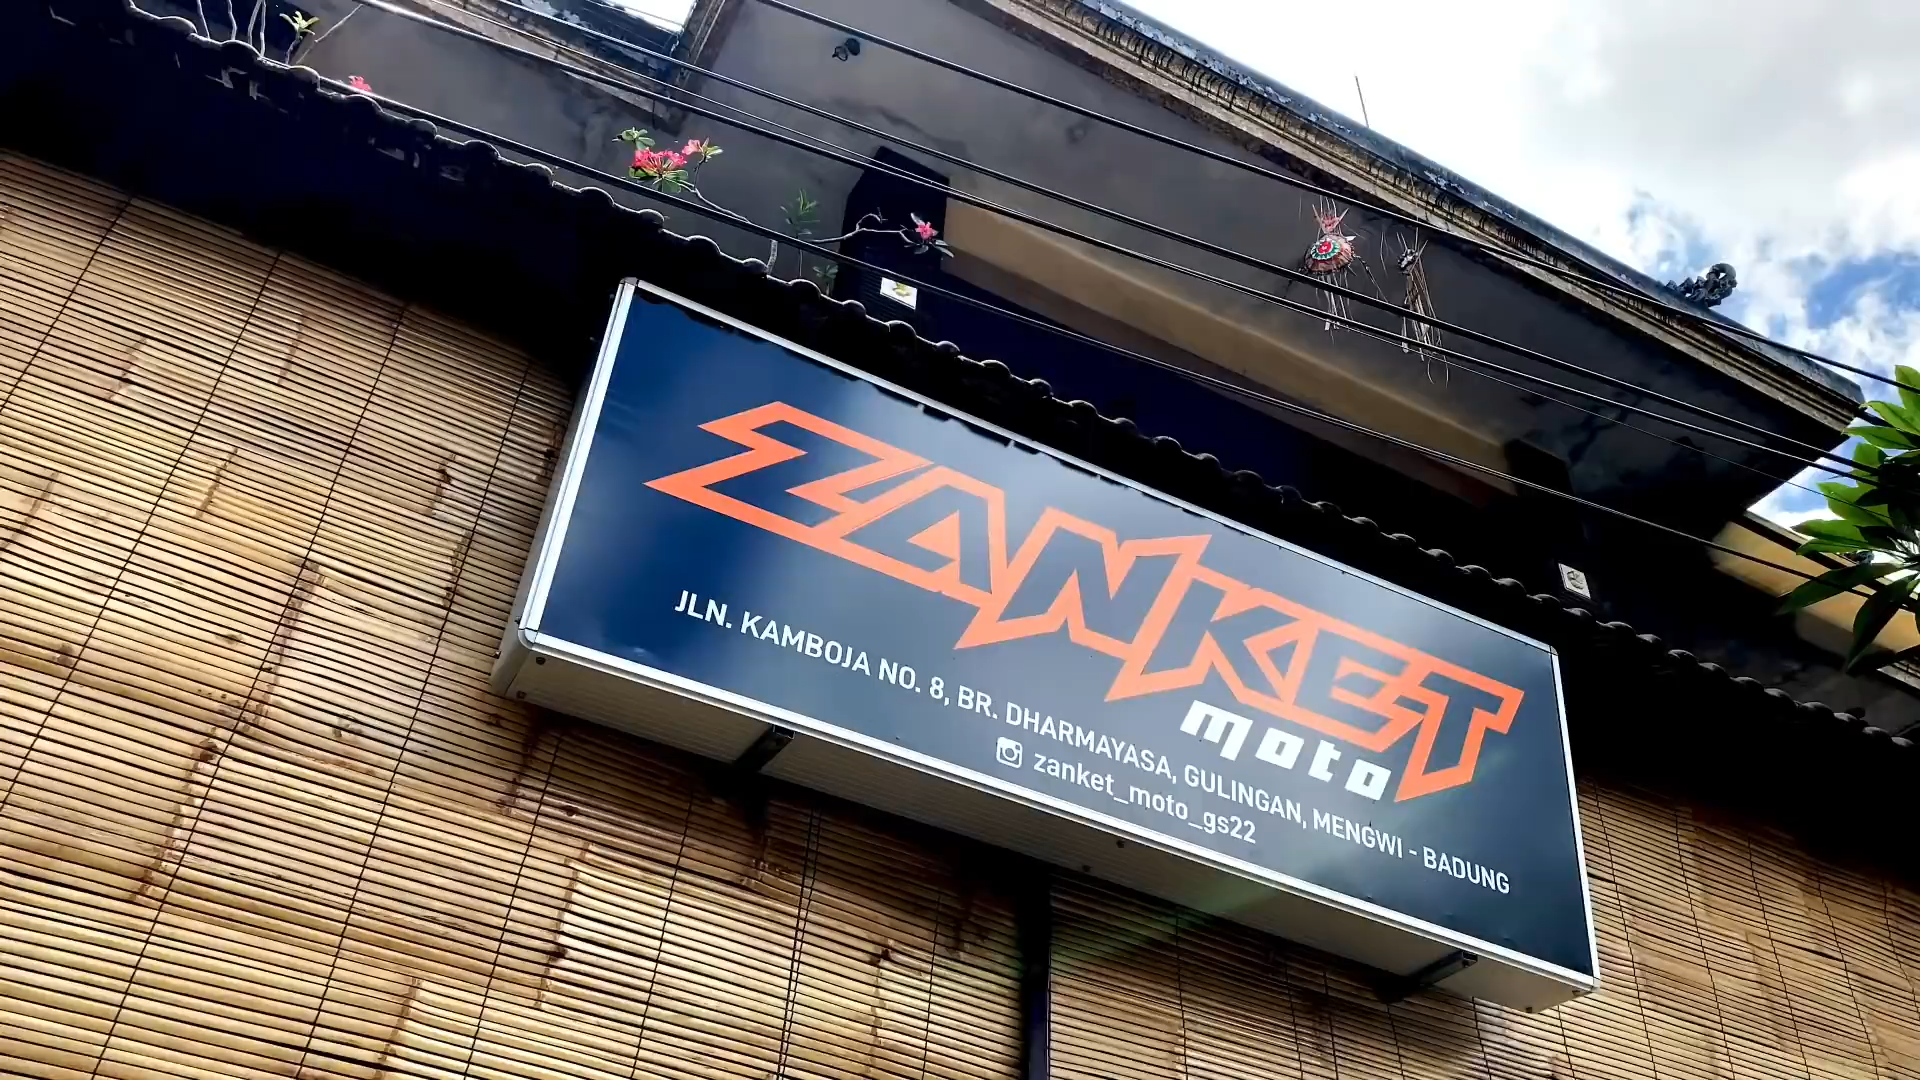 ZANKET
moto
JLN. KAMBOJA NO. 8, BR. DHARMAYASA, GULINGAN, MENGWI - BADUNG
zanket_moto_gs22